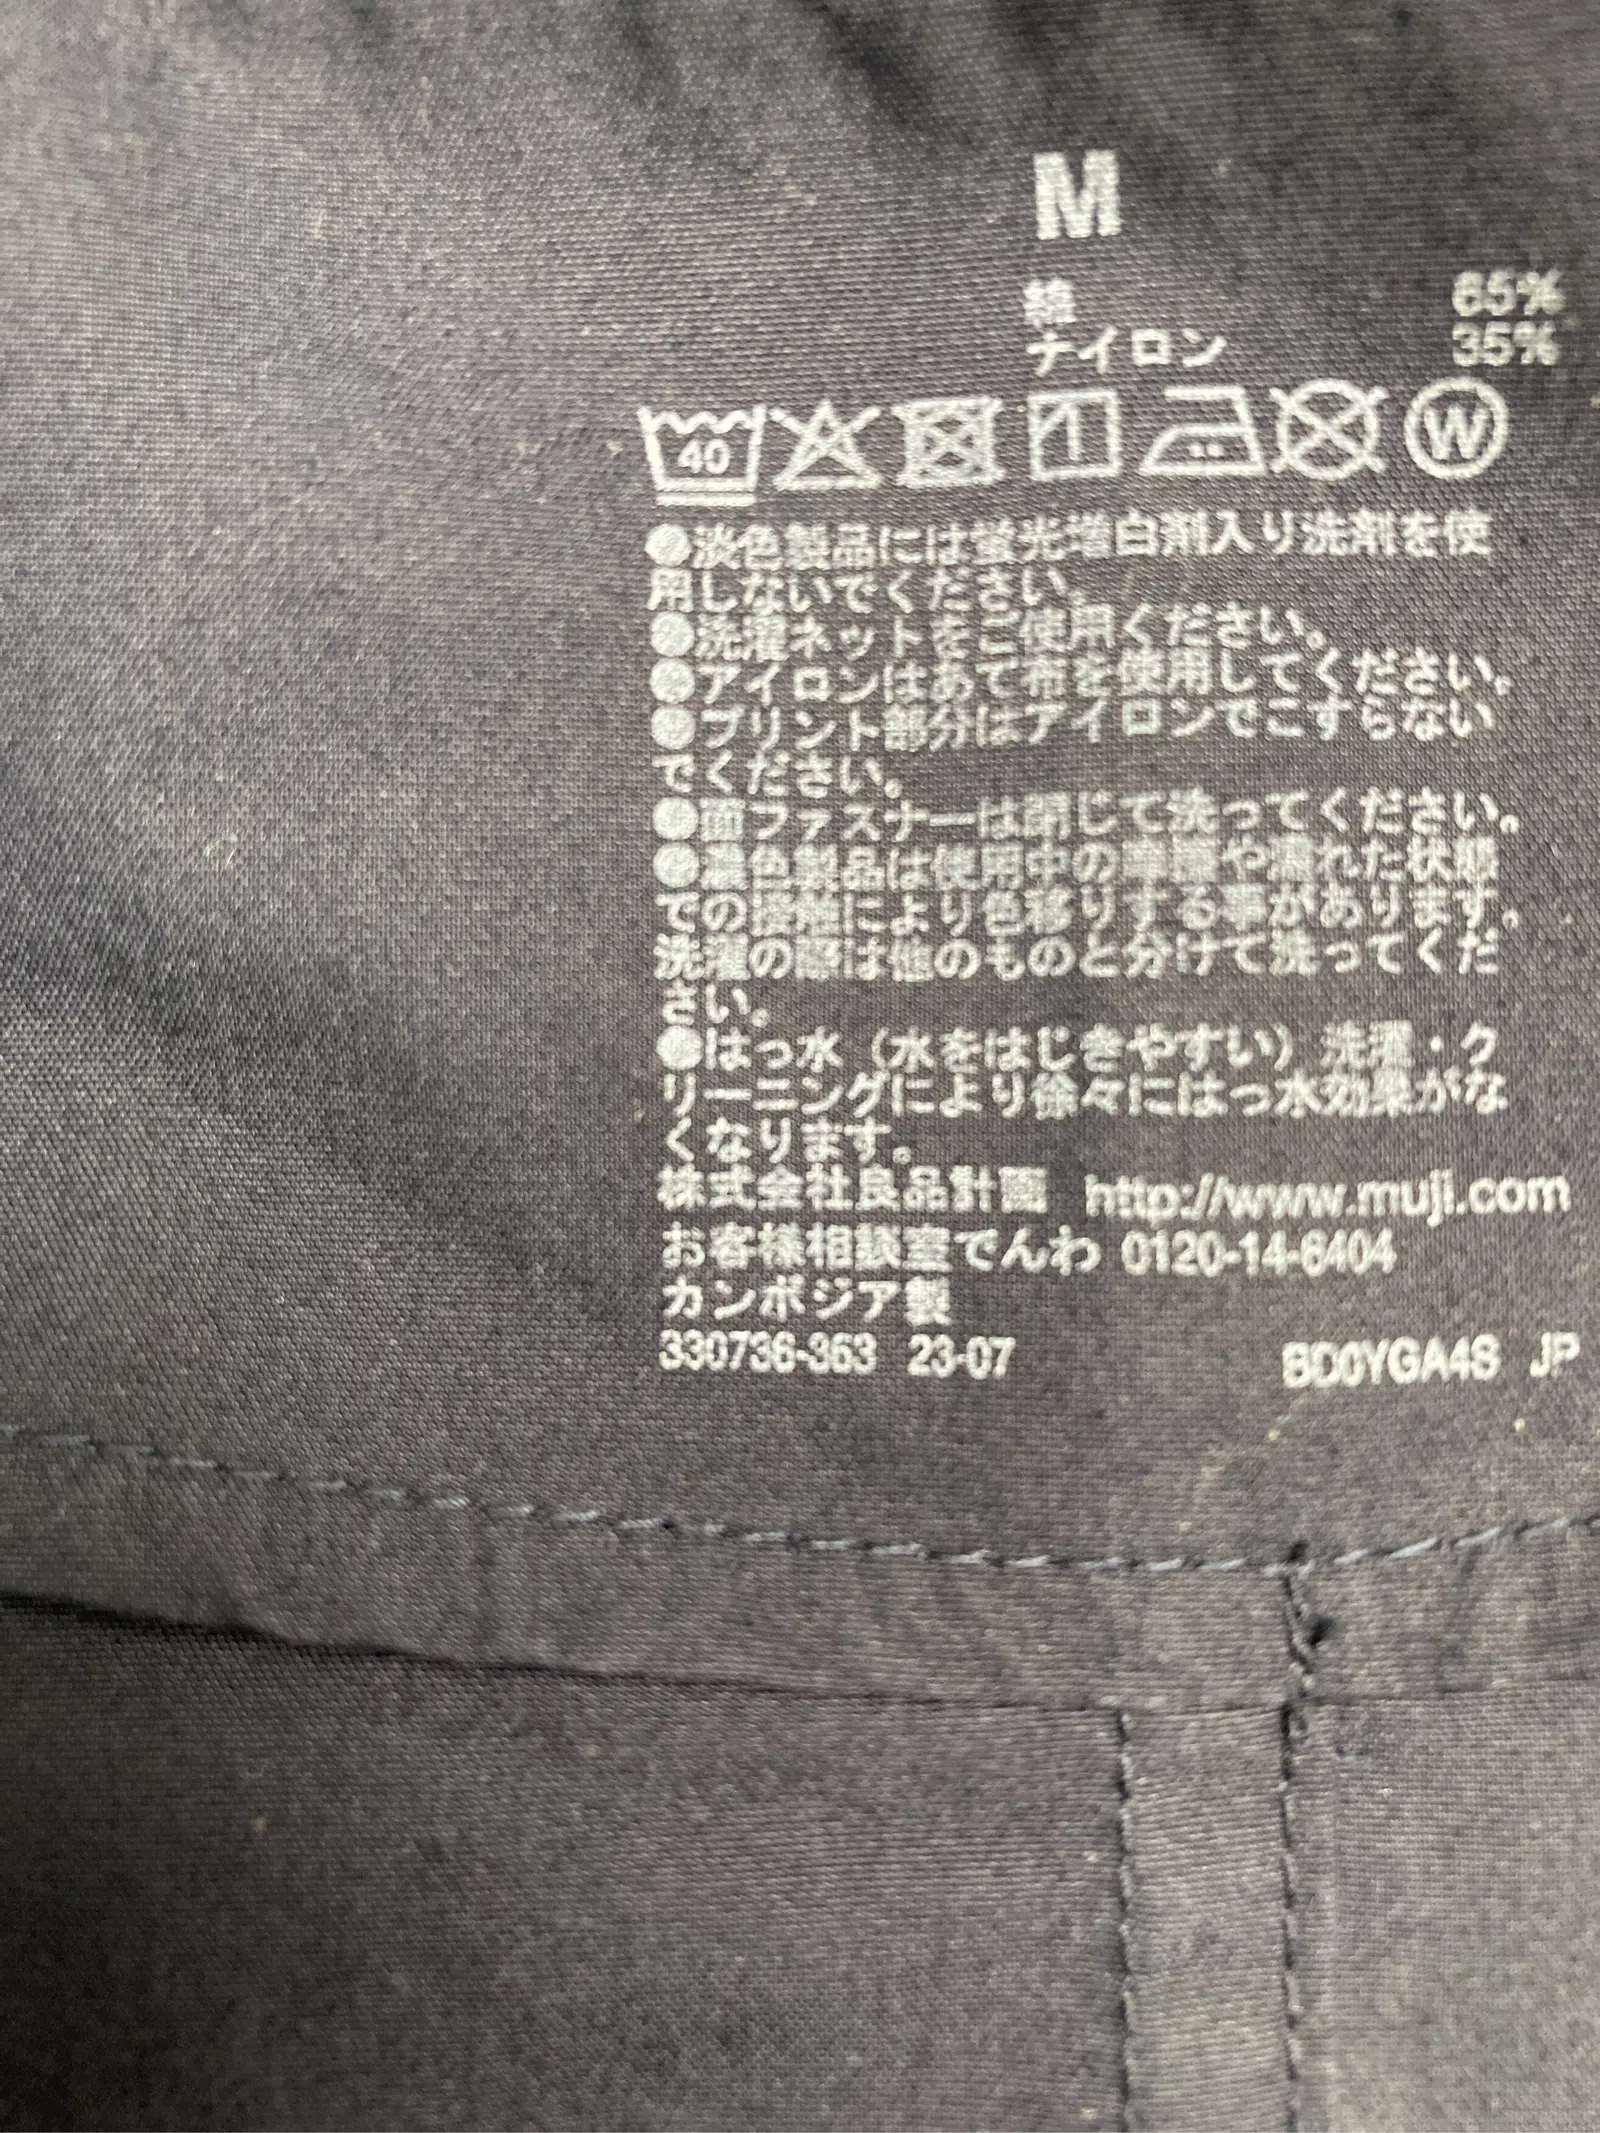 M
綿 65%
ナイロン 35%
40 W
●淡色製品には蛍光増白剤入り洗剤を使
用しないでください。
●洗濯ネットをご使用ください。
●アイロンはあて布を使用してください。
●プリント部分はアイロンでこすらない
でください。
●面ファスナーは閉じて洗ってください。
●濃色製品は使用中の摩擦や濡れた状態
での接触により色移りする事があります。
洗濯の際は他のものと分けて洗ってくだ
さい。
●はっ水（水をはじきやすい）洗濯・ク
リーニングにより徐々にはっ水効果がな
くなります。
株式会社良品計画 http://www.muji.com
お客様相談室でんわ 0120-14-6404
カンボジア製
330736-363 23-07 BD0YGA4S JP